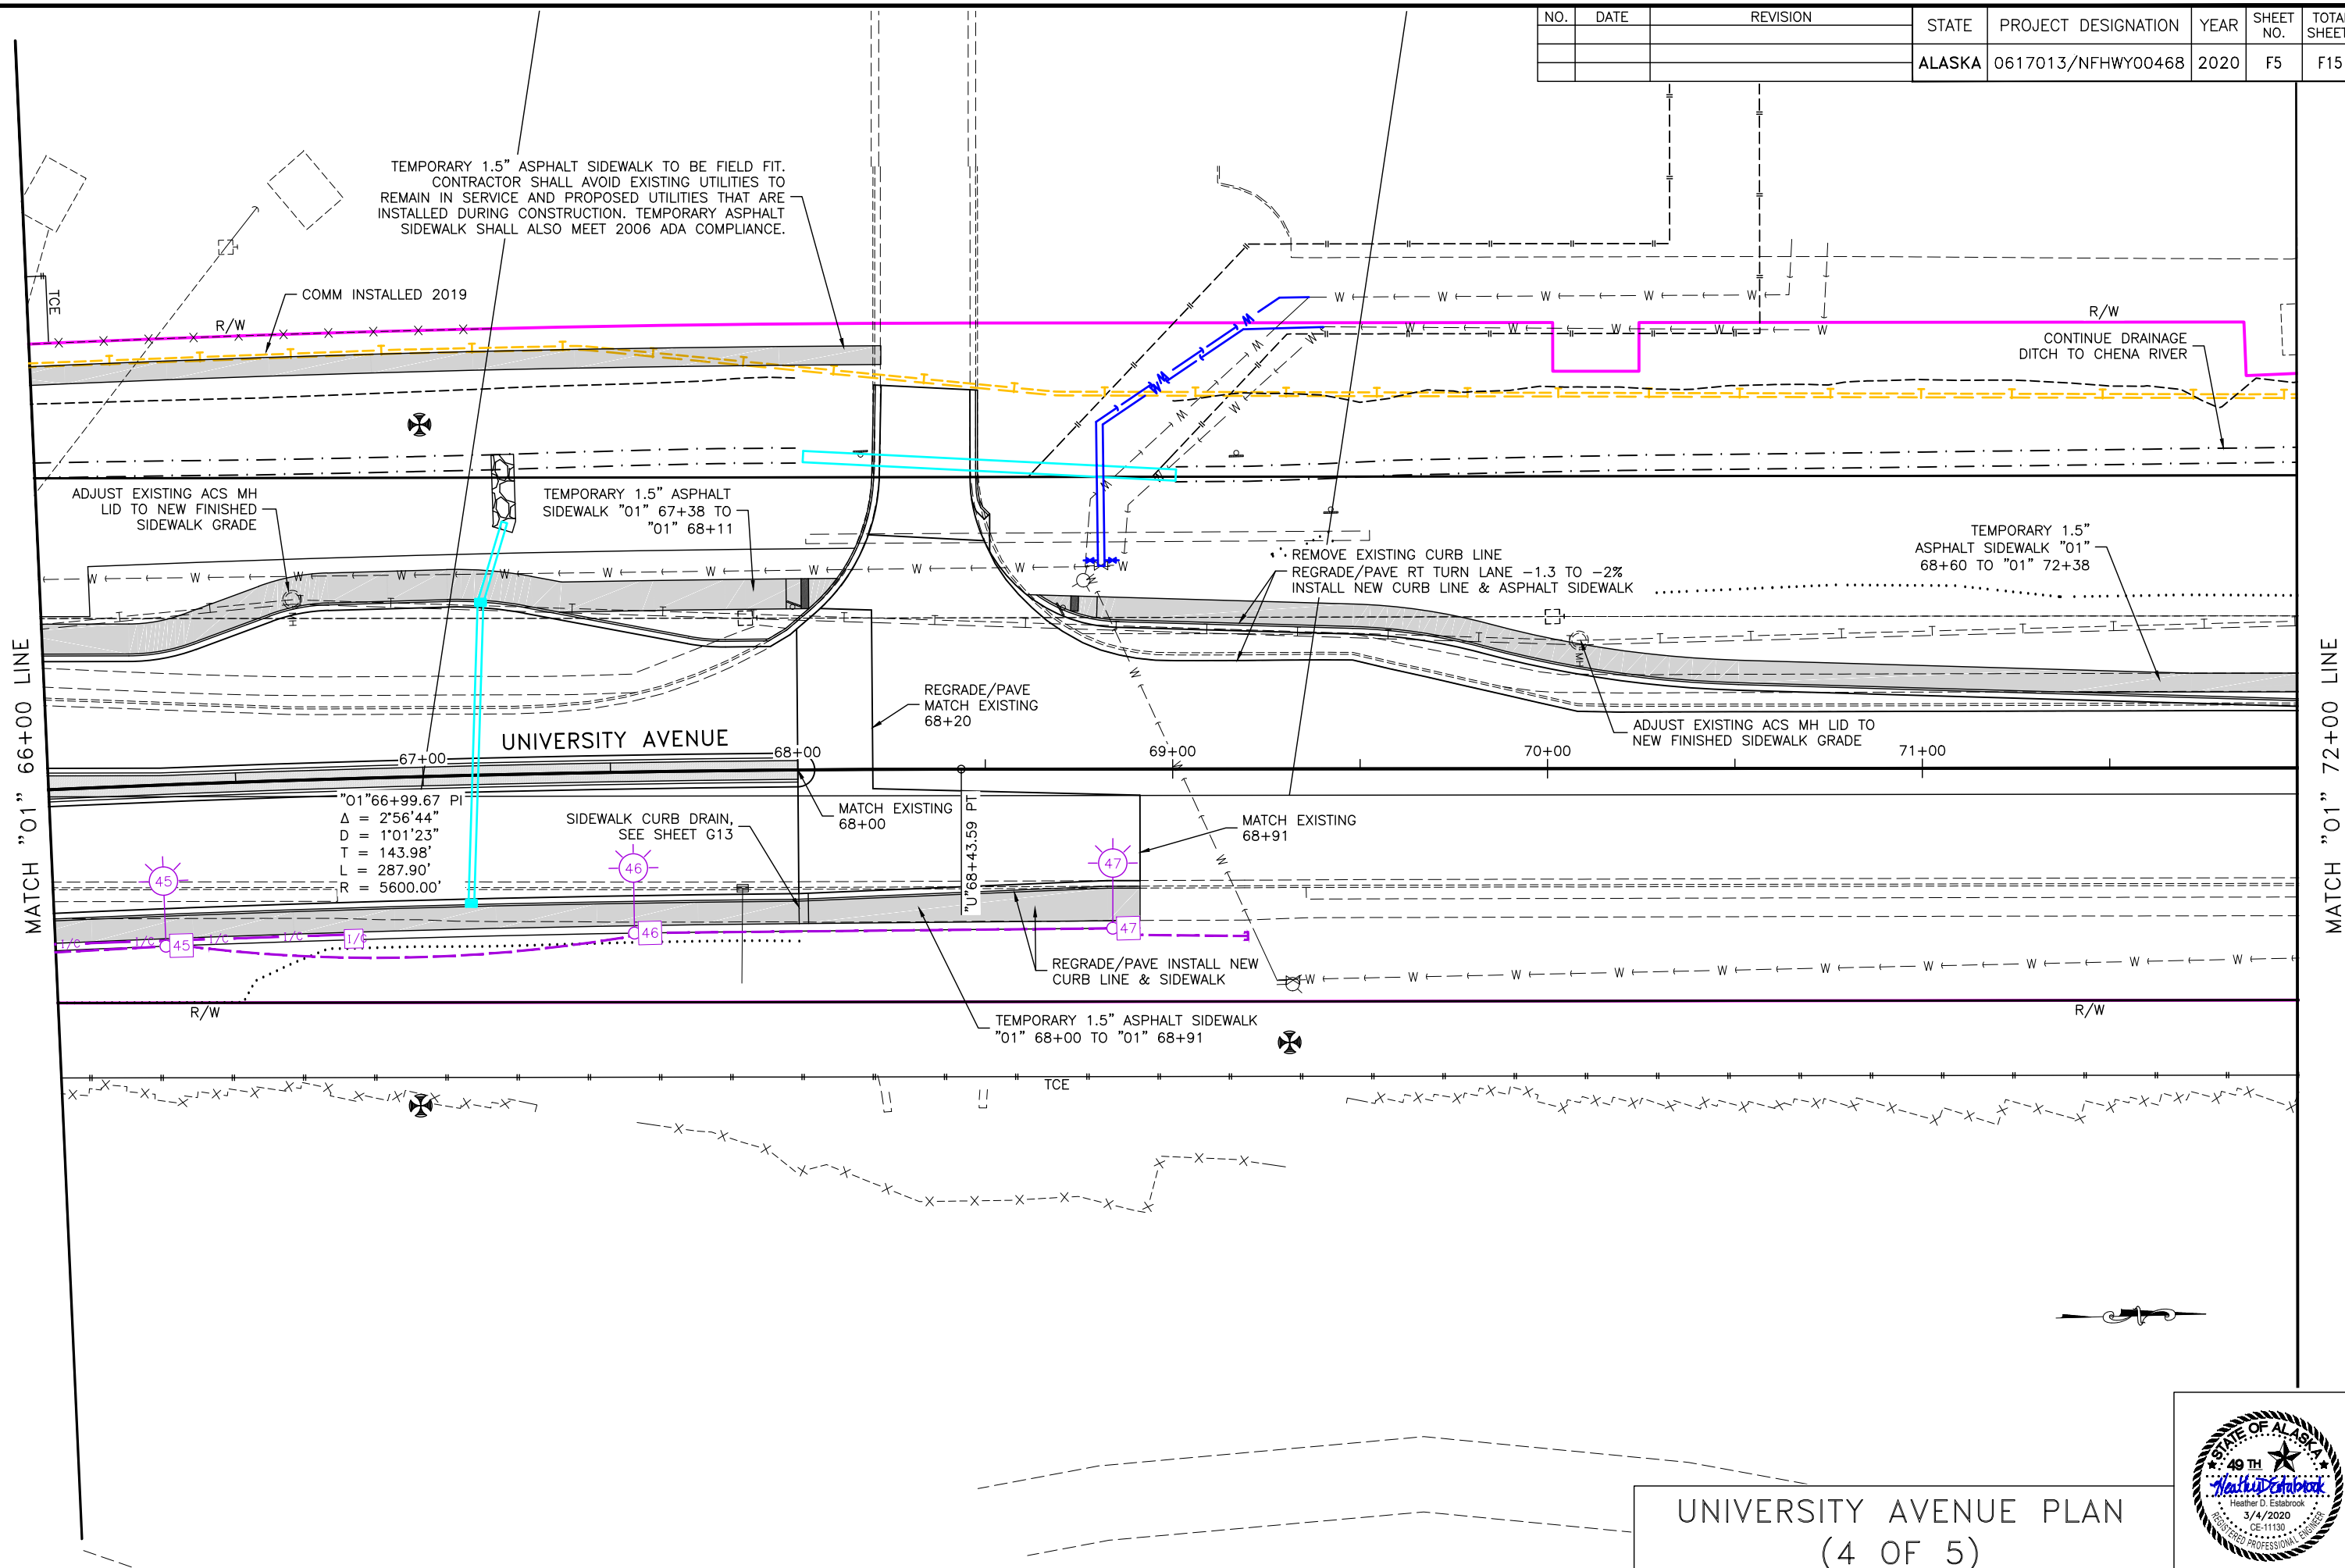 NO. DATE REVISION
STATE PROJECT DESIGNATION YEAR SHEET NO. TOTAL
ALASKA 0617013/NFHWY00468 2020 F5 F15
TEMPORARY 1.5" ASPHALT SIDEWALK TO BE FIELD FIT.
CONTRACTOR SHALL AVOID EXISTING UTILITIES TO
REMAIN IN SERVICE AND PROPOSED UTILITIES THAT ARE
INSTALLED DURING CONSTRUCTION. TEMPORARY ASPHALT
SIDEWALK SHALL ALSO MEET 2006 ADA COMPLIANCE.
TCE
COMM INSTALLED 2019
R/W
R/W
CONTINUE DRAINAGE
DITCH TO CHENA RIVER
ADJUST EXISTING ACS MH
LID TO NEW FINISHED
SIDEWALK GRADE
TEMPORARY 1.5" ASPHALT
SIDEWALK "01" 67+38 TO
"01" 68+11
REMOVE EXISTING CURB LINE
REGRADE/PAVE RT TURN LANE -1.3 TO -2%
INSTALL NEW CURB LINE & ASPHALT SIDEWALK
TEMPORARY 1.5"
ASPHALT SIDEWALK "01"
68+60 TO "01" 72+38
MH
MH
REGRADE/PAVE
MATCH EXISTING
68+20
ADJUST EXISTING ACS MH LID TO
NEW FINISHED SIDEWALK GRADE
UNIVERSITY AVENUE
67+00
68+00
69+00
70+00
71+00
MATCH "01" 66+00 LINE
MATCH "01" 72+00 LINE
"01"66+99.67 PI
Δ = 2°56'44"
D = 1°01'23"
T = 143.98'
L = 287.90'
R = 5600.00'
SIDEWALK CURB DRAIN,
SEE SHEET G13
MATCH EXISTING
68+00
"U"68+43.59 PT
MATCH EXISTING
68+91
45
46
47
I/C I/C I/C I/C I/C
45
46
47
REGRADE/PAVE INSTALL NEW
CURB LINE & SIDEWALK
R/W
R/W
TEMPORARY 1.5" ASPHALT SIDEWALK
"01" 68+00 TO "01" 68+91
TCE
UNIVERSITY AVENUE PLAN
(4 OF 5)
STATE OF ALASKA
49 TH
Heather D. Estabrook
Heather D. Estabrook
3/4/2020
CE-11130
REGISTERED PROFESSIONAL ENGINEER